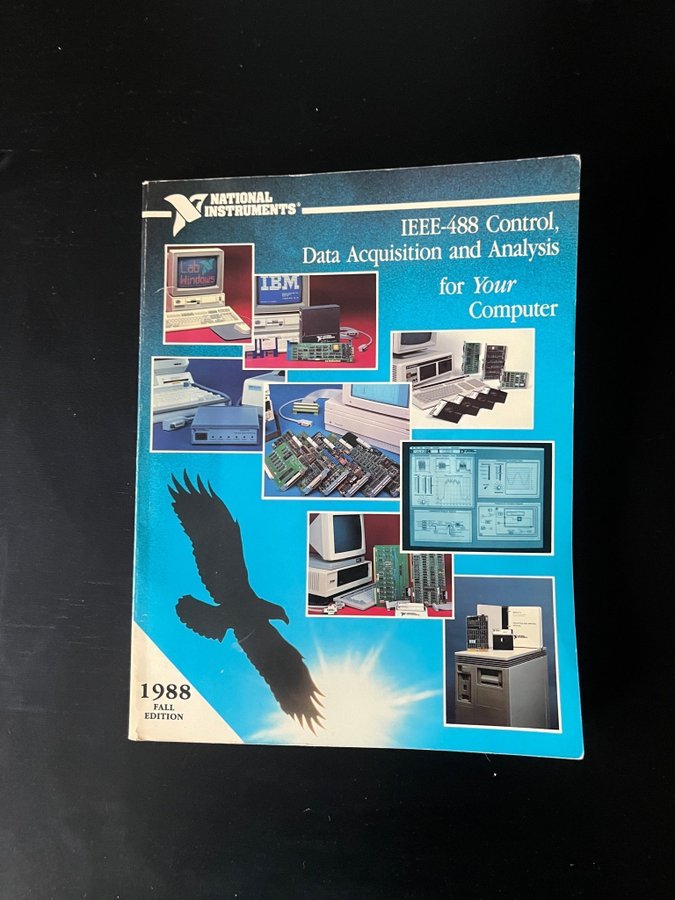 NATIONAL
INSTRUMENTS®
IEEE-488 Control,
Data Acquisition and Analysis
for Your
Computer
Lab
Windows
IBM
1988
FALL
EDITION